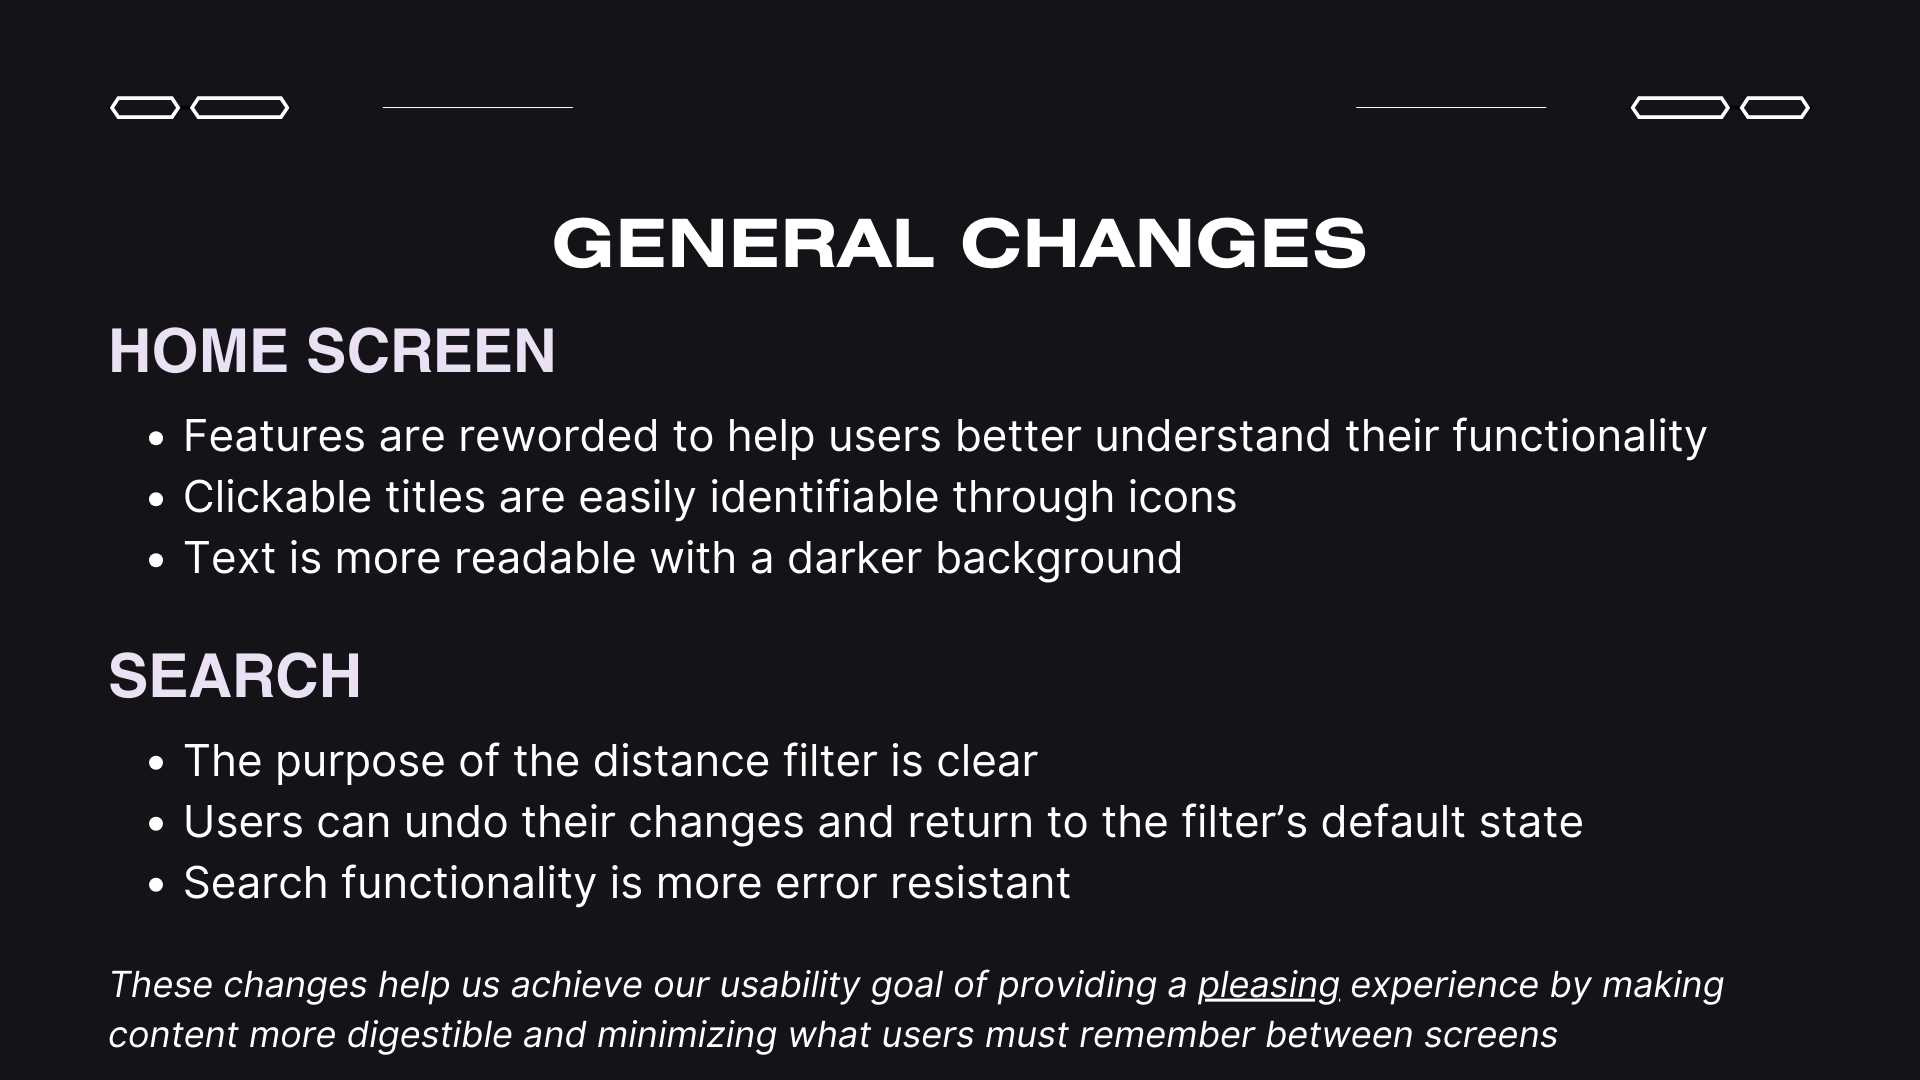 GENERAL CHANGES
HOME SCREEN
• Features are reworded to help users better understand their functionality
• Clickable titles are easily identifiable through icons
• Text is more readable with a darker background
SEARCH
• The purpose of the distance filter is clear
• Users can undo their changes and return to the filter’s default state
• Search functionality is more error resistant
These changes help us achieve our usability goal of providing a pleasing experience by making
content more digestible and minimizing what users must remember between screens